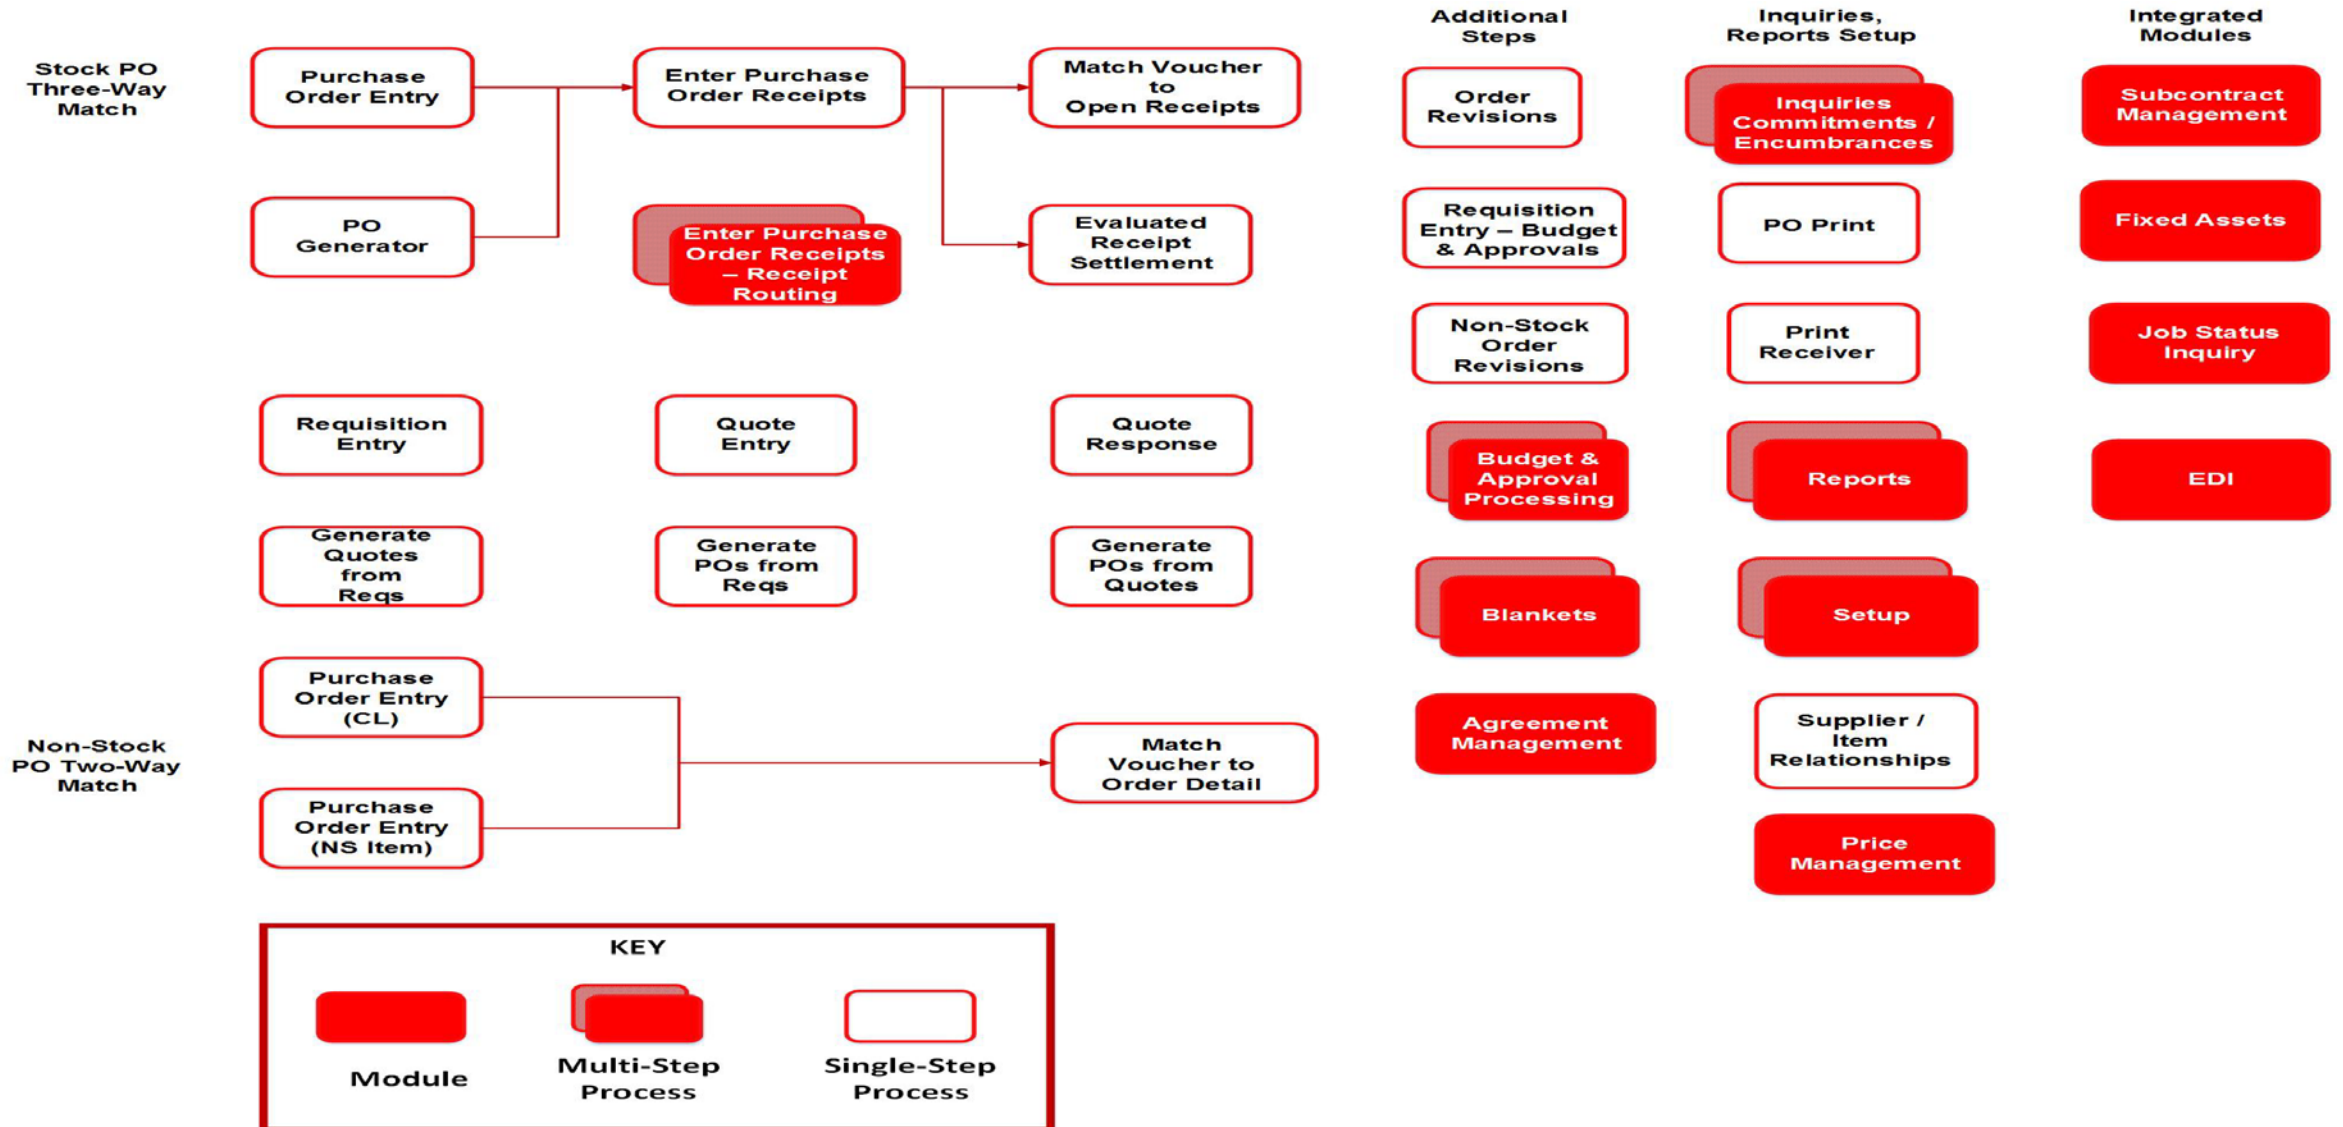 Stock PO
Three-Way
Match
Purchase
Order Entry
Enter Purchase
Order Receipts
Match Voucher
to
Open Receipts
PO
Generator
Enter Purchase
Order Receipts
– Receipt
Routing
Evaluated
Receipt
Settlement
Requisition
Entry
Quote
Entry
Quote
Response
Generate
Quotes
from
Reqs
Generate
POs from
Reqs
Generate
POs from
Quotes
Non-Stock
PO Two-Way
Match
Purchase
Order Entry
(CL)
Purchase
Order Entry
(NS Item)
Match
Voucher to
Order Detail
Additional
Steps
Order
Revisions
Requisition
Entry – Budget
& Approvals
Non-Stock
Order
Revisions
Budget &
Approval
Processing
Blankets
Agreement
Management
Inquiries,
Reports Setup
Inquiries
Commitments /
Encumbrances
PO Print
Print
Receiver
Reports
Setup
Supplier /
Item
Relationships
Price
Management
Integrated
Modules
Subcontract
Management
Fixed Assets
Job Status
Inquiry
EDI
KEY
Module
Multi-Step
Process
Single-Step
Process